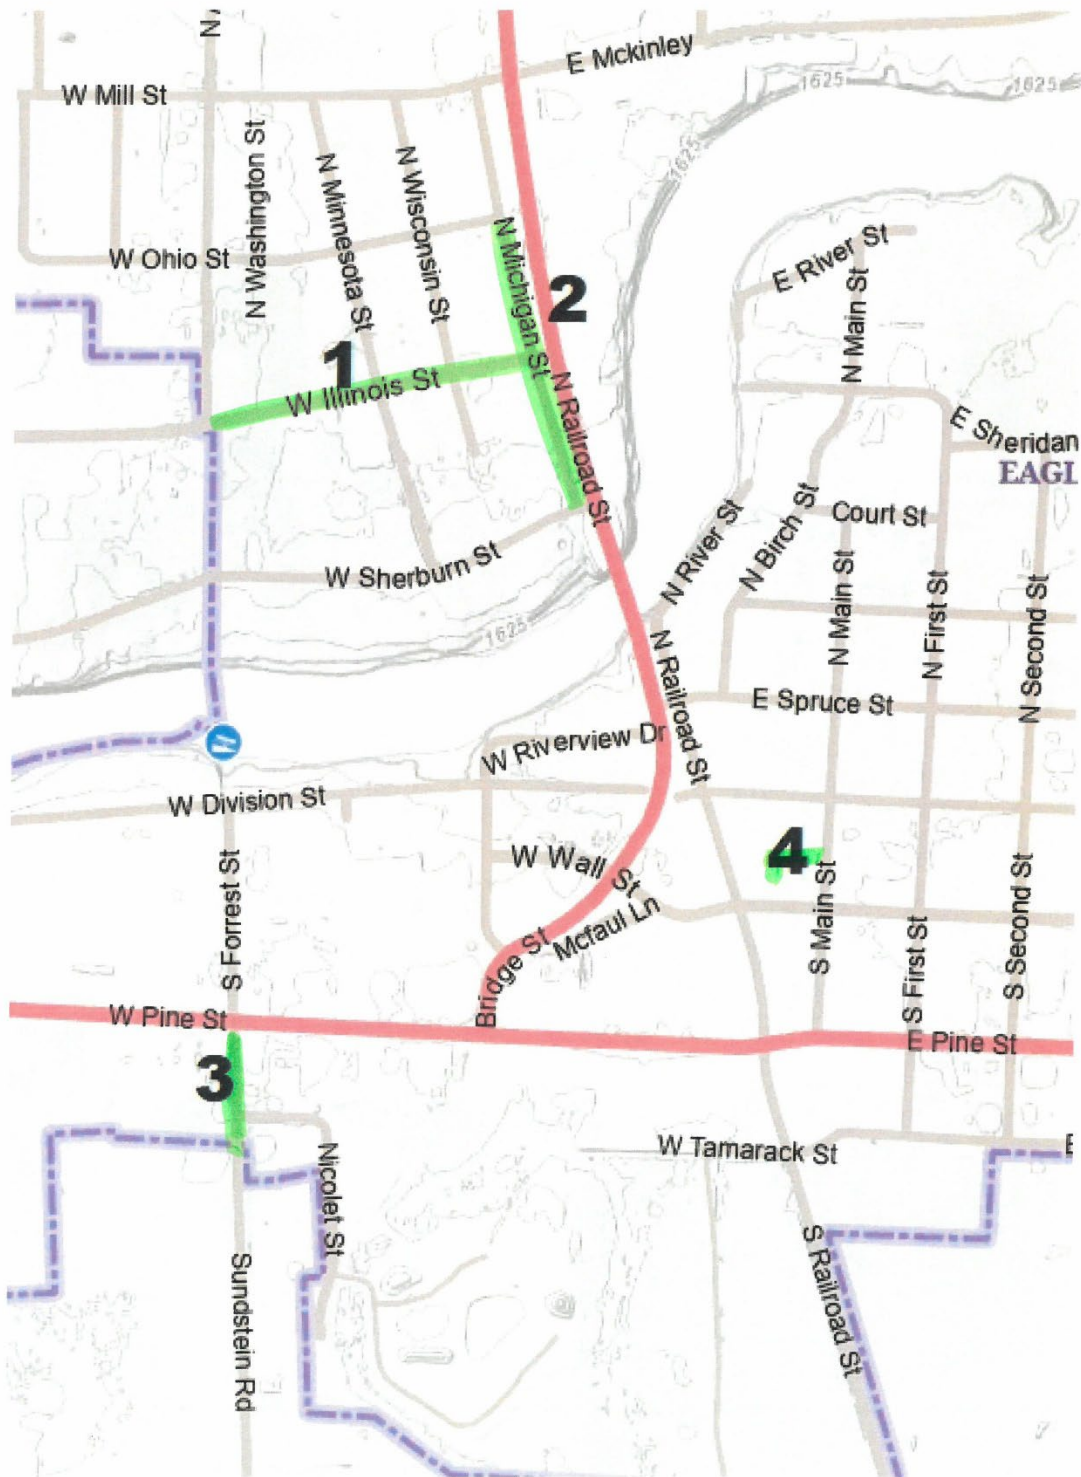 E Mckinley
W Mill St
1625
1625
1625
N Washington St
N Minnesota St
N Wisconsin St
N Michigan St
E River St
W Ohio St
N Main St
2
1
W Illinois St
N Railroad St
E Sheridan
EAGL
N River St
N Birch St
Court St
W Sherburn St
1625
N Main St
N First St
N Second St
N Railroad St
E Spruce St
W Riverview Dr
W Division St
4
W Wall St
S Forrest St
Mcfaul Ln
S Main St
Bridge St
S First St
S Second St
W Pine St
E Pine St
3
W Tamarack St
E
Nicolet St
Sundstein Rd
S Railroad St